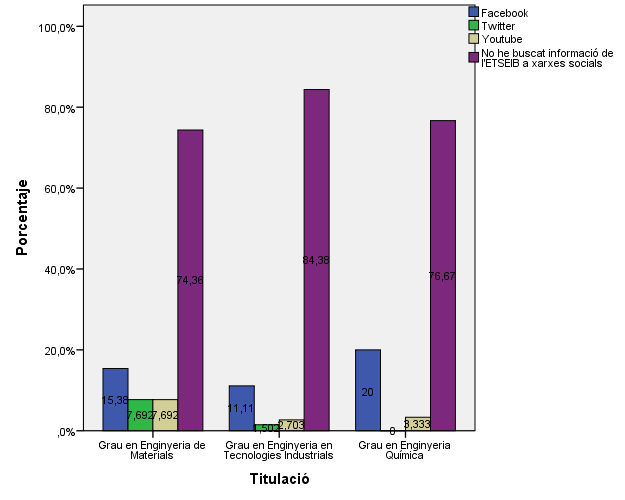 100,0%
80,0%
60,0%
40,0%
20,0%
,0%
Porcentaje
Facebook
Twitter
Youtube
No he buscat informació de
l'ETSEIB a xarxes socials
15,38
7,692
7,692
74,36
11,11
1,502
2,703
84,38
20
0
3,333
76,67
Grau en Enginyeria de
Materials
Grau en Enginyeria en
Tecnologies Industrials
Grau en Enginyeria
Química
Titulació